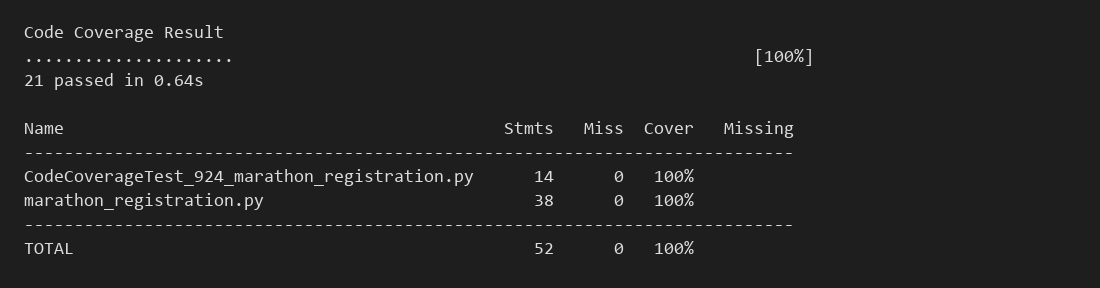 Code Coverage Result
..................... [100%]
21 passed in 0.64s
Name Stmts Miss Cover Missing
-----------------------------------------------------------------------------
CodeCoverageTest_924_marathon_registration.py 14 0 100%
marathon_registration.py 38 0 100%
-----------------------------------------------------------------------------
TOTAL 52 0 100%